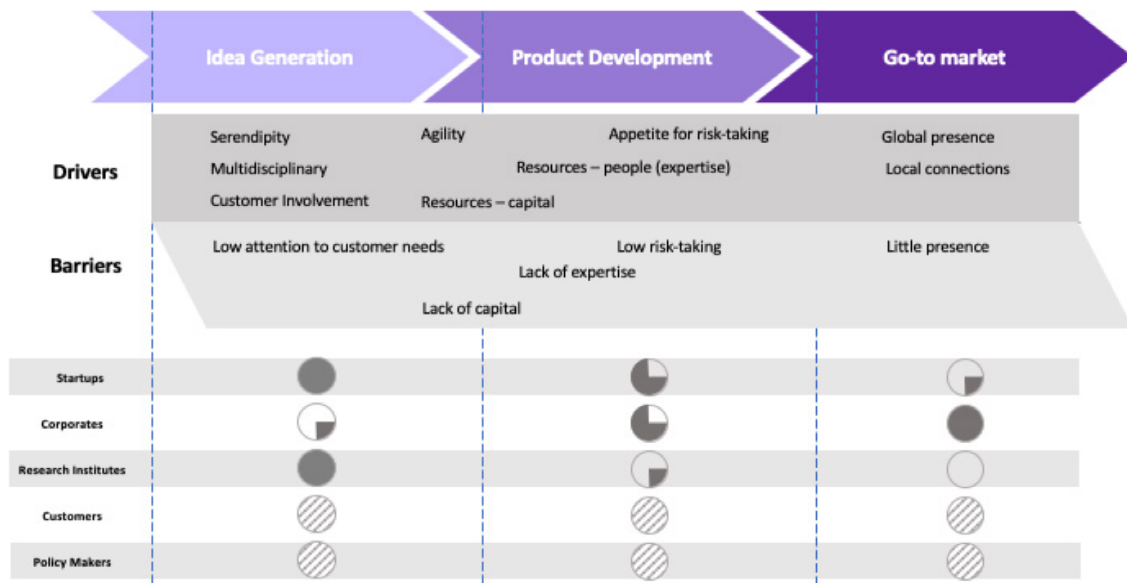 Idea Generation
Product Development
Go-to market
Drivers
Serendipity
Agility
Appetite for risk-taking
Global presence
Multidisciplinary
Resources – people (expertise)
Local connections
Customer Involvement
Resources – capital
Barriers
Low attention to customer needs
Low risk-taking
Little presence
Lack of expertise
Lack of capital
Startups
Corporates
Research Institutes
Customers
Policy Makers